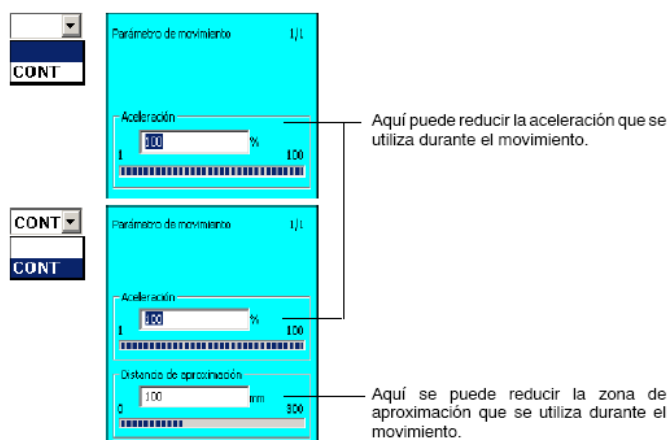 CONT
Parámetro de movimiento 1/1
Aceleración
100 %
1 100
Aquí puede reducir la aceleración que se
utiliza durante el movimiento.
CONT
CONT
Parámetro de movimiento 1/1
Aceleración
100 %
1 100
Distancia de aproximación
100 mm
0 300
Aquí se puede reducir la zona de
aproximación que se utiliza durante el
movimiento.